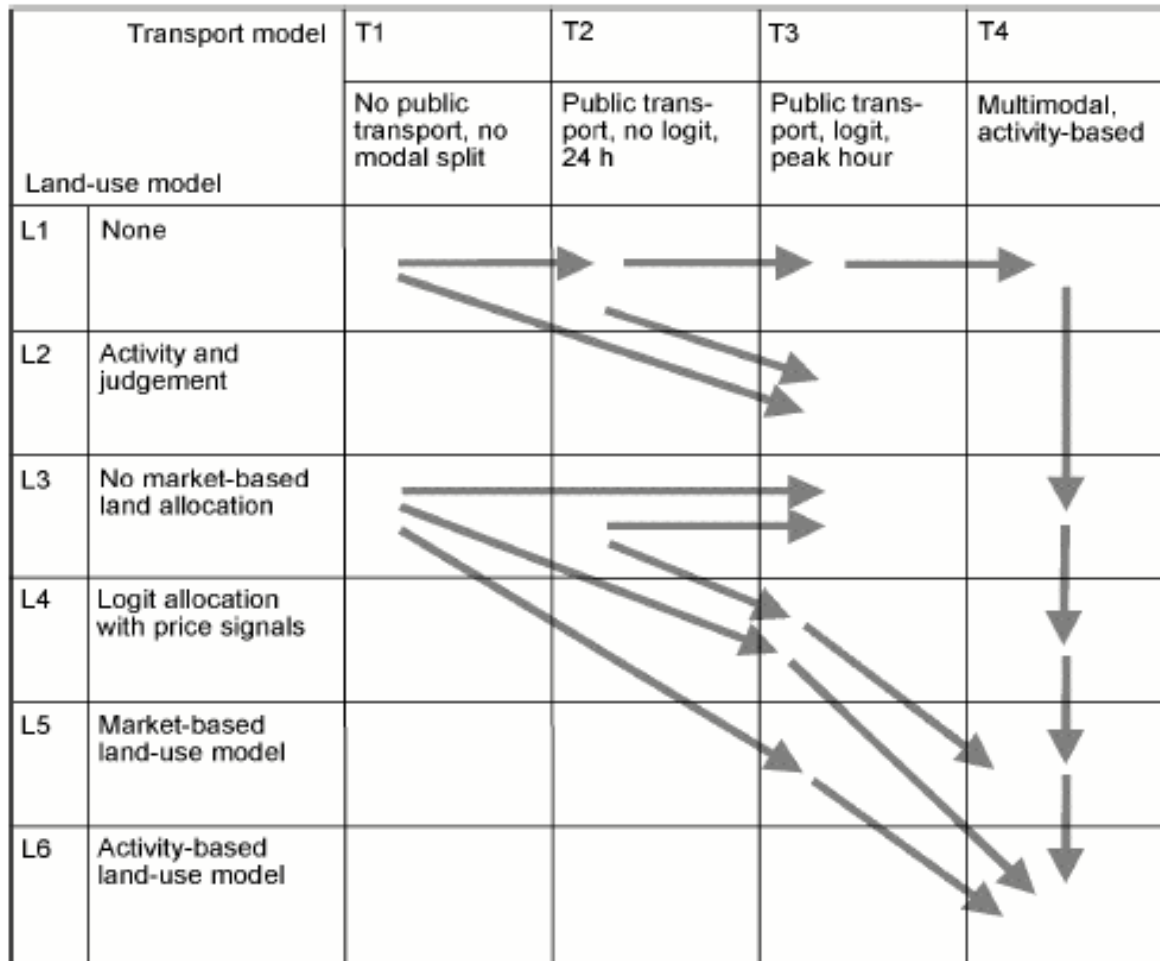 Transport model
T1
T2
T3
T4
No public
transport, no
modal split
Public trans-
port, no logit,
24 h
Public trans-
port, logit,
peak hour
Multimodal,
activity-based
Land-use model
L1
None
L2
Activity and
judgement
L3
No market-based
land allocation
L4
Logit allocation
with price signals
L5
Market-based
land-use model
L6
Activity-based
land-use model